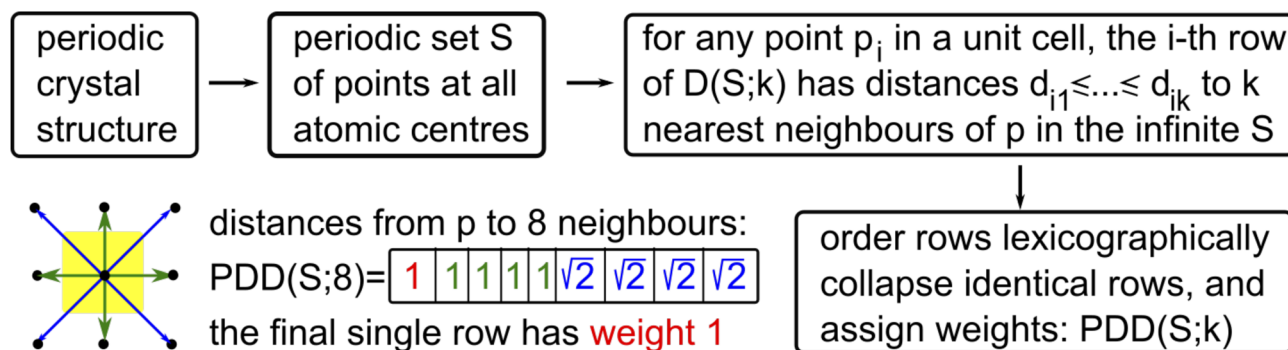 periodic
crystal
structure
periodic set S
of points at all
atomic centres
for any point pᵢ in a unit cell, the i-th row
of D(S;k) has distances dᵢ₁⩽...⩽ dᵢₖ to k
nearest neighbours of p in the infinite S
distances from p to 8 neighbours:
PDD(S;8)= 1 1 1 1 1 √2 √2 √2 √2
the final single row has weight 1
order rows lexicographically
collapse identical rows, and
assign weights: PDD(S;k)